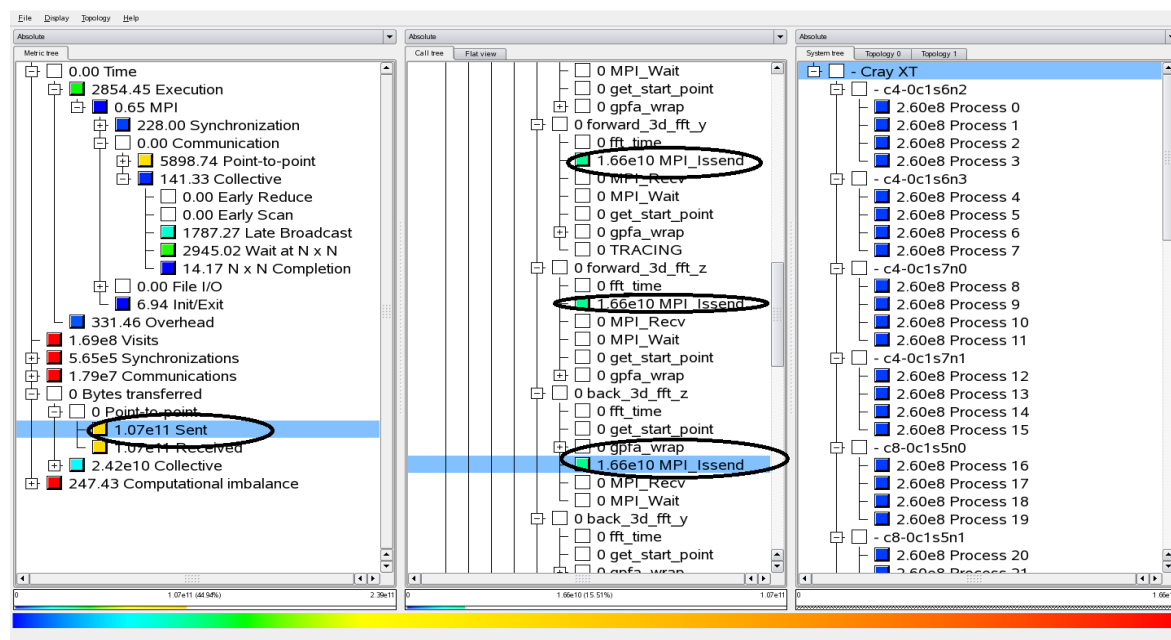 File Display Topology Help
Absolute
Metric tree
0.00 Time
2854.45 Execution
0.65 MPI
228.00 Synchronization
0.00 Communication
5898.74 Point-to-point
141.33 Collective
0.00 Early Reduce
0.00 Early Scan
1787.27 Late Broadcast
2945.02 Wait at N x N
14.17 N x N Completion
0.00 File I/O
6.94 Init/Exit
331.46 Overhead
1.69e8 Visits
5.65e5 Synchronizations
1.79e7 Communications
0 Bytes transferred
0 Point-to-point
1.07e11 Sent
1.07e11 Received
2.42e10 Collective
247.43 Computational imbalance
0 1.07e11 (44.94%) 2.39e11
Absolute
Call tree Flat view
0 MPI_Wait
0 get_start_point
0 gpfa_wrap
0 forward_3d_fft_y
0 fft_time
1.66e10 MPI_Issend
0 MPI_Recv
0 MPI_Wait
0 get_start_point
0 gpfa_wrap
0 TRACING
0 forward_3d_fft_z
0 fft_time
1.66e10 MPI_Issend
0 MPI_Recv
0 MPI_Wait
0 get_start_point
0 gpfa_wrap
0 back_3d_fft_z
0 fft_time
0 get_start_point
0 gpfa_wrap
1.66e10 MPI_Issend
0 MPI_Recv
0 MPI_Wait
0 back_3d_fft_y
0 fft_time
0 get_start_point
0 gpfa_wrap
0 1.66e10 (15.51%) 1.07e11
Absolute
System tree Topology 0 Topology 1
- Cray XT
- c4-0c1s6n2
2.60e8 Process 0
2.60e8 Process 1
2.60e8 Process 2
2.60e8 Process 3
- c4-0c1s6n3
2.60e8 Process 4
2.60e8 Process 5
2.60e8 Process 6
2.60e8 Process 7
- c4-0c1s7n0
2.60e8 Process 8
2.60e8 Process 9
2.60e8 Process 10
2.60e8 Process 11
- c4-0c1s7n1
2.60e8 Process 12
2.60e8 Process 13
2.60e8 Process 14
2.60e8 Process 15
- c8-0c1s5n0
2.60e8 Process 16
2.60e8 Process 17
2.60e8 Process 18
2.60e8 Process 19
- c8-0c1s5n1
2.60e8 Process 20
2.60e8 Process 21
0